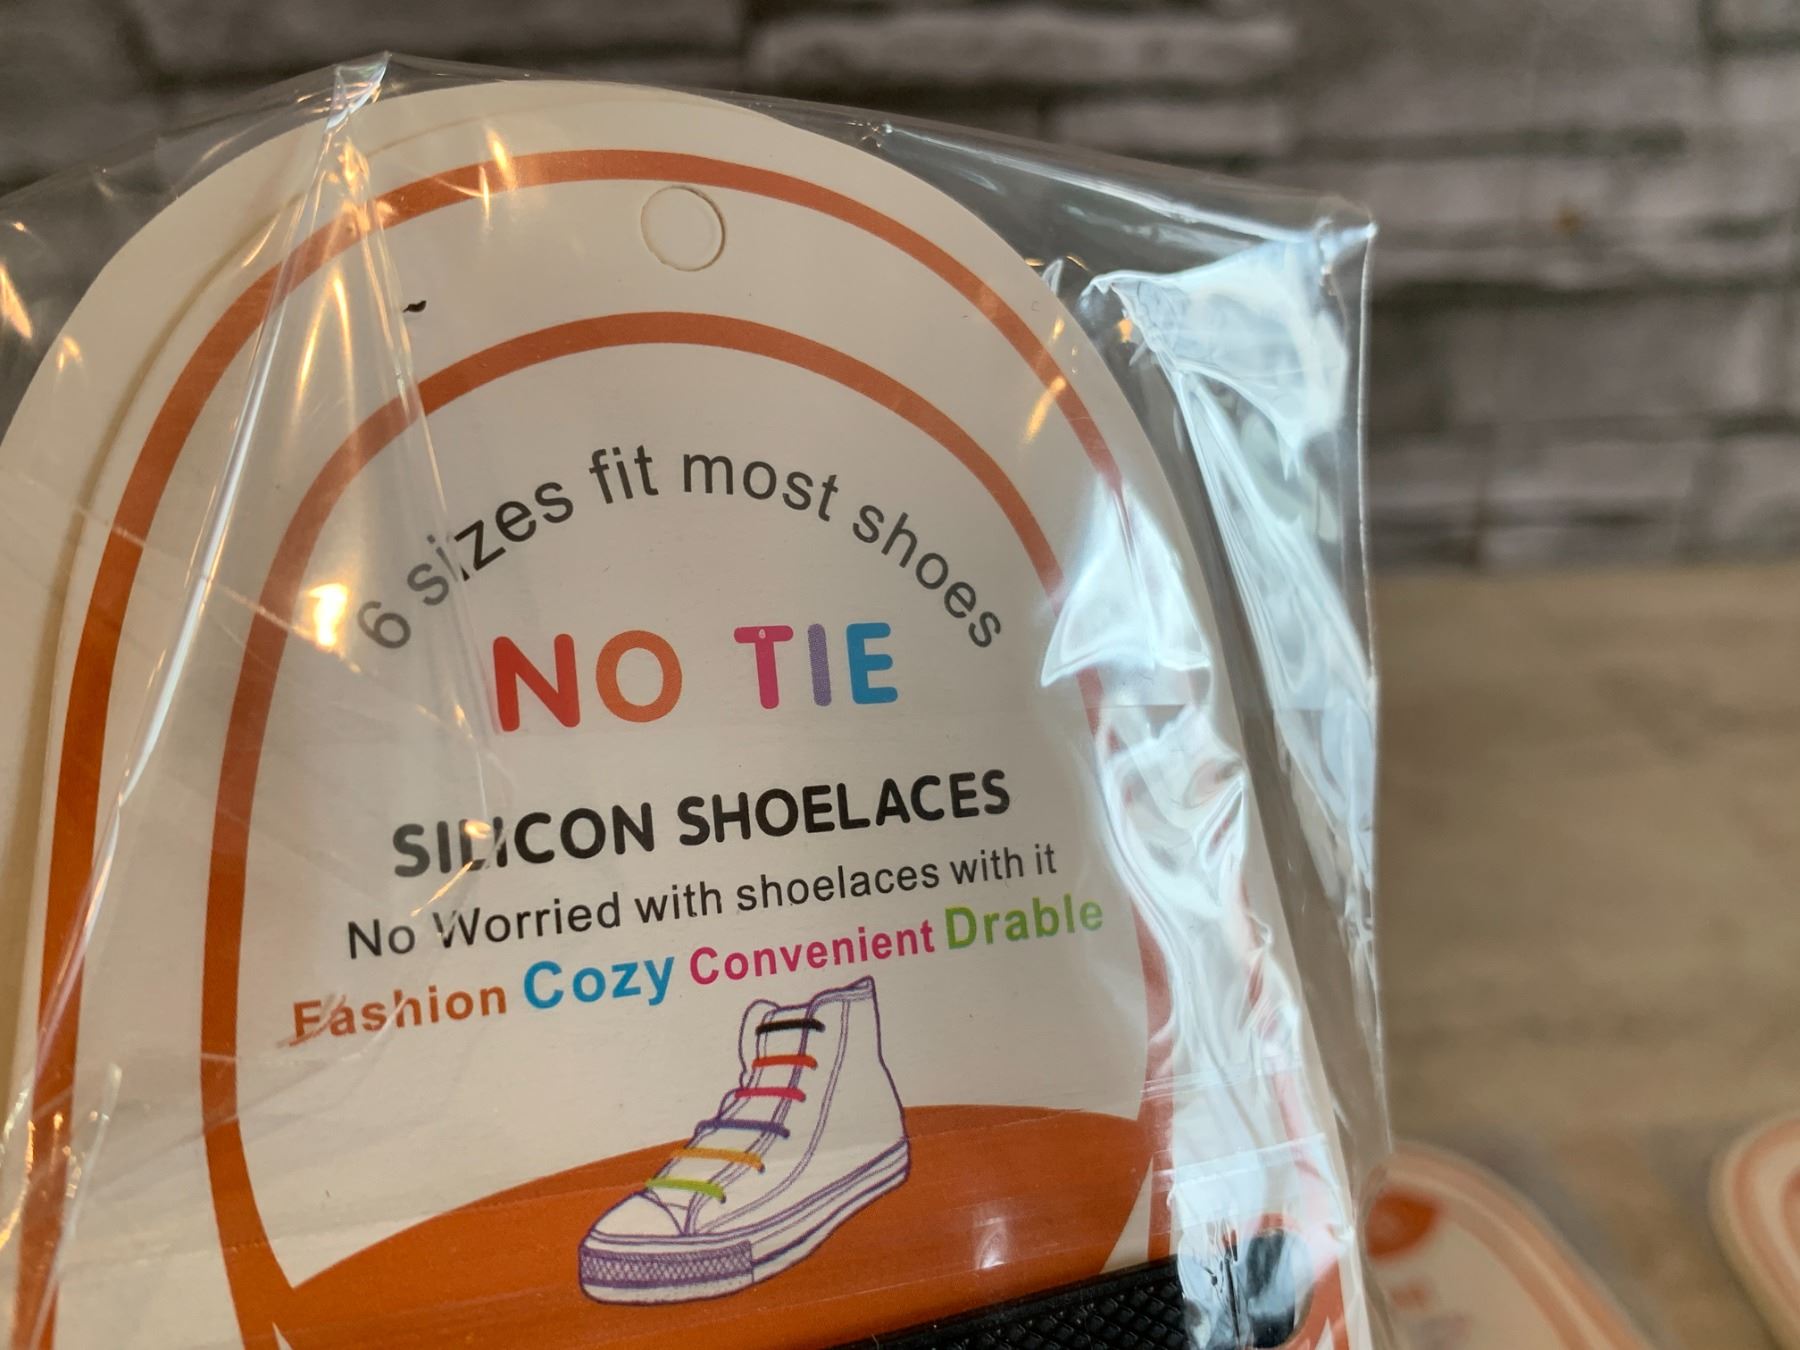 6 sizes fit most shoes
NO TIE
SILICON SHOELACES
No Worried with shoelaces with it
Fashion Cozy Convenient Drable